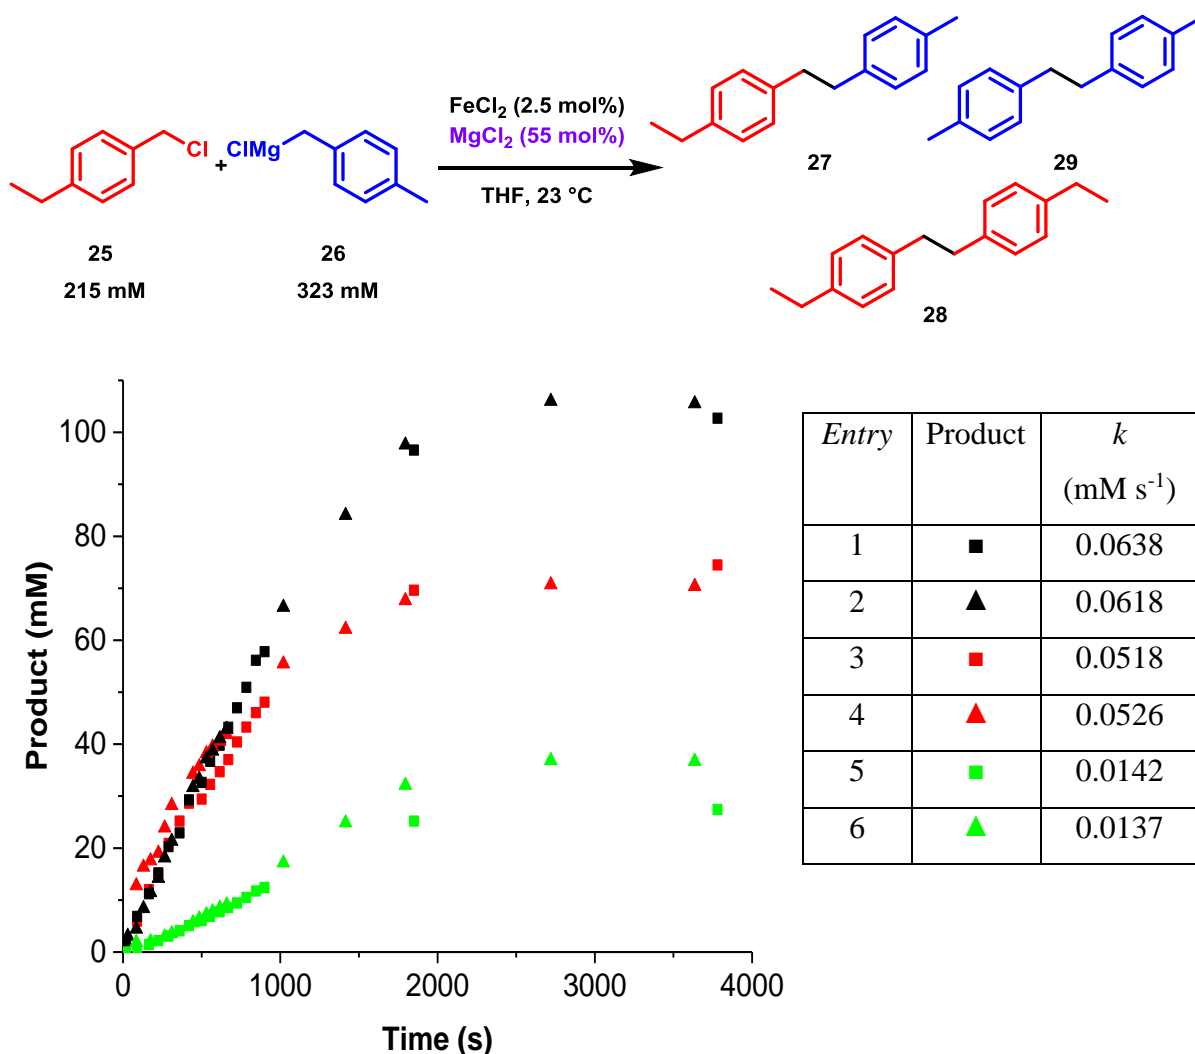 FeCl₂ (2.5 mol%)
MgCl₂ (55 mol%)
THF, 23 °C
Cl
+
ClMg
25
215 mM
26
323 mM
27
29
28
Product (mM)
100
80
60
40
20
0
0 1000 2000 3000 4000
Time (s)
Entry Product k
(mM s⁻¹)
1 ■ 0.0638
2 ▲ 0.0618
3 ■ 0.0518
4 ▲ 0.0526
5 ■ 0.0142
6 ▲ 0.0137